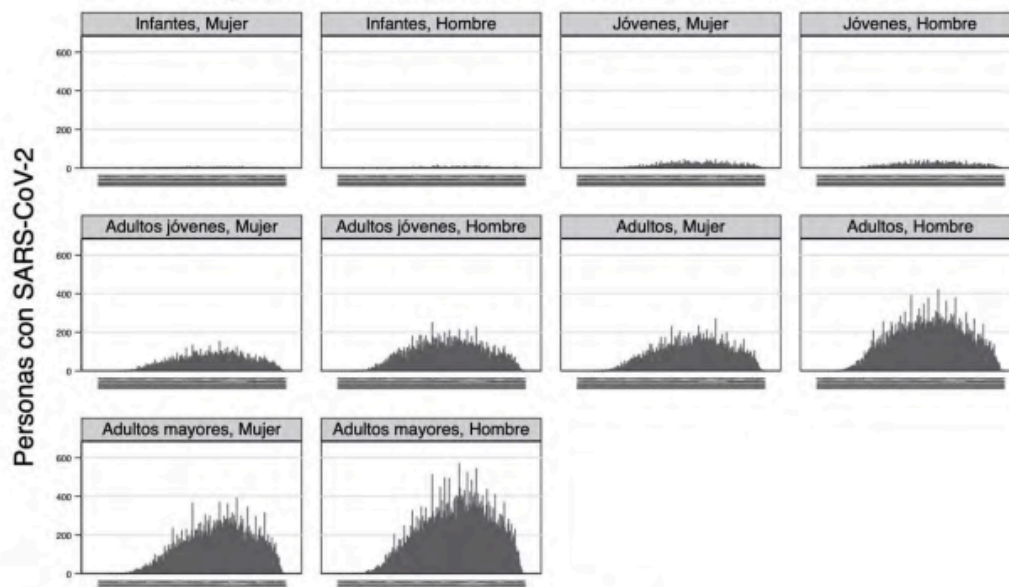 Infantes, Mujer
Infantes, Hombre
Jóvenes, Mujer
Jóvenes, Hombre
600
400
200
0
Personas con SARS-CoV-2
Adultos jóvenes, Mujer
Adultos jóvenes, Hombre
Adultos, Mujer
Adultos, Hombre
600
400
200
0
Adultos mayores, Mujer
Adultos mayores, Hombre
600
400
200
0